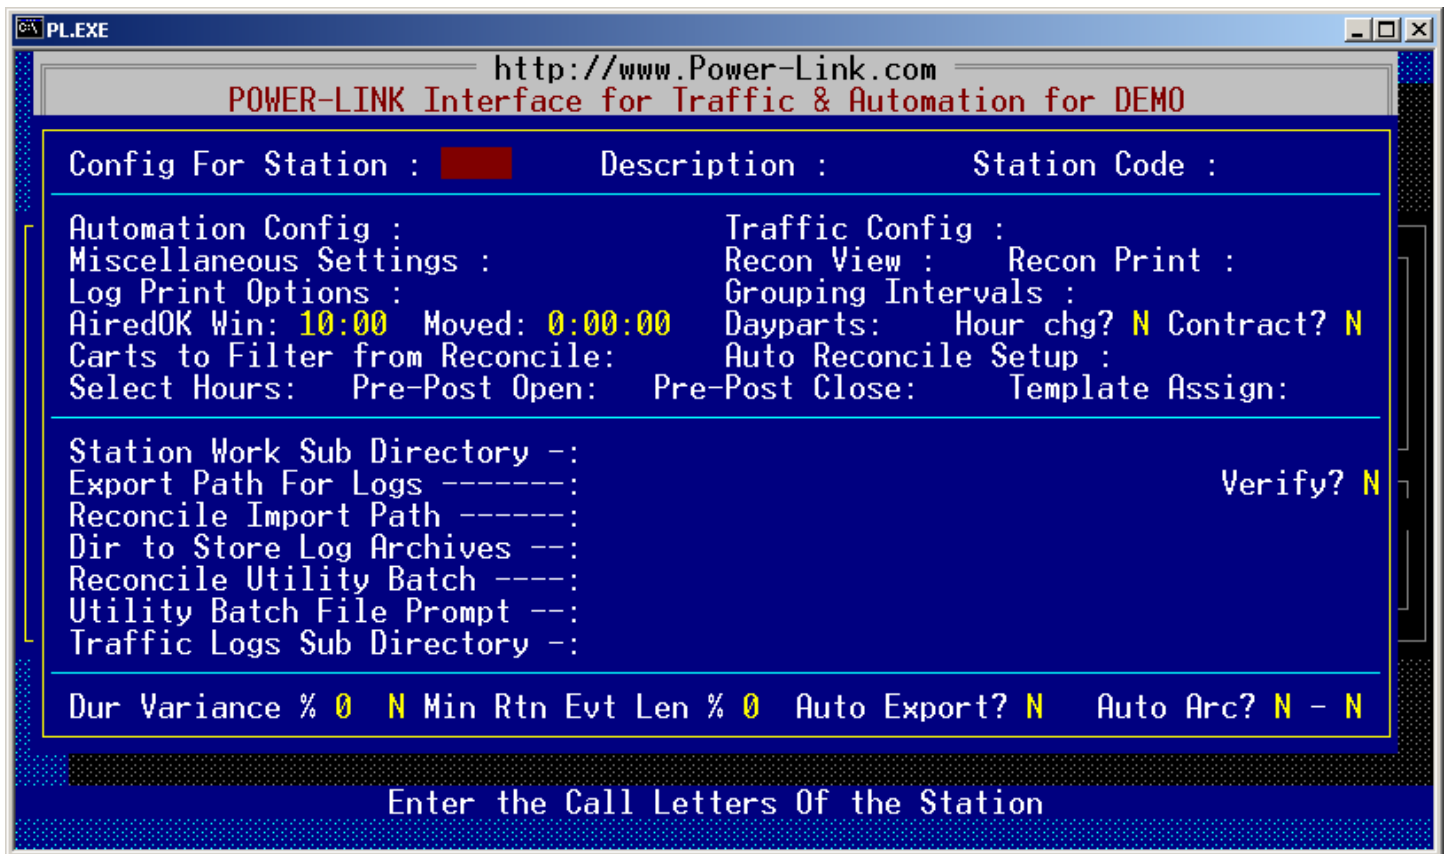 PL.EXE
http://www.Power-Link.com
POWER-LINK Interface for Traffic & Automation for DEMO
Config For Station : Description : Station Code :
Automation Config : Traffic Config :
Miscellaneous Settings : Recon View : Recon Print :
Log Print Options : Grouping Intervals :
AiredOK Win: 10:00 Moved: 0:00:00 Dayparts: Hour chg? N Contract? N
Carts to Filter from Reconcile: Auto Reconcile Setup :
Select Hours: Pre-Post Open: Pre-Post Close: Template Assign:
Station Work Sub Directory -:
Export Path For Logs -------: Verify? N
Reconcile Import Path ------:
Dir to Store Log Archives --:
Reconcile Utility Batch ----:
Utility Batch File Prompt --:
Traffic Logs Sub Directory -:
Dur Variance % 0 N Min Rtn Evt Len % 0 Auto Export? N Auto Arc? N - N
Enter the Call Letters Of the Station